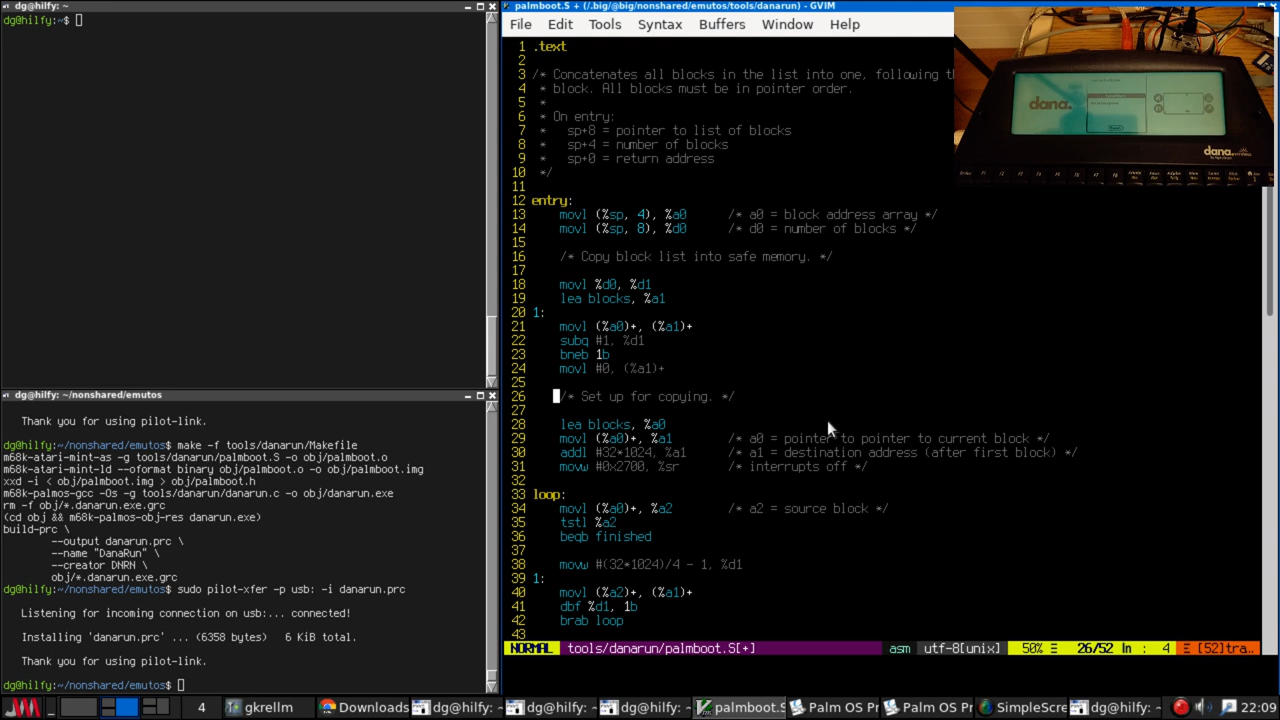 dg@hilfy: ~
dg@hilfy:~$
palmboot.S + (/.big/@big/nonshared/emutos/tools/danarun) - GVIM
File Edit Tools Syntax Buffers Window Help
1 .text
2
3 /* Concatenates all blocks in the list into one, following th
4 * block. All blocks must be in pointer order.
5 *
6 * On entry:
7 * sp+8 = pointer to list of blocks
8 * sp+4 = number of blocks
9 * sp+0 = return address
10 */
11
12 entry:
13 movl (%sp, 4), %a0 /* a0 = block address array */
14 movl (%sp, 8), %d0 /* d0 = number of blocks */
15
16 /* Copy block list into safe memory. */
17
18 movl %d0, %d1
19 lea blocks, %a1
20 1:
21 movl (%a0)+, (%a1)+
22 subq #1, %d1
23 bneb 1b
24 movl #0, (%a1)+
25
26 /* Set up for copying. */
27
28 lea blocks, %a0
29 movl (%a0)+, %a1 /* a0 = pointer to pointer to current block */
30 addl #32*1024, %a1 /* a1 = destination address (after first block) */
31 movw #0x2700, %sr /* interrupts off */
32
33 loop:
34 movl (%a0)+, %a2 /* a2 = source block */
35 tstl %a2
36 beqb finished
37
38 movw #(32*1024)/4 - 1, %d1
39 1:
40 movl (%a2)+, (%a1)+
41 dbf %d1, 1b
42 brab loop
43
NORMAL tools/danarun/palmboot.S[+] asm utf-8[unix] 50% Ξ 26/52 ln : 4 Ξ [52]tra..
dana.
dana wireless
dg@hilfy: ~/nonshared/emutos
Thank you for using pilot-link.
dg@hilfy:~/nonshared/emutos$ make -f tools/danarun/Makefile
m68k-atari-mint-as -g tools/danarun/palmboot.S -o obj/palmboot.o
m68k-atari-mint-ld --oformat binary obj/palmboot.o -o obj/palmboot.img
xxd -i < obj/palmboot.img > obj/palmboot.h
m68k-palmos-gcc -Os -g tools/danarun/danarun.c -o obj/danarun.exe
rm -f obj/*.danarun.exe.grc
(cd obj && m68k-palmos-obj-res danarun.exe)
build-prc \
--output danarun.prc \
--name "DanaRun" \
--creator DNRN \
obj/*.danarun.exe.grc
dg@hilfy:~/nonshared/emutos$ sudo pilot-xfer -p usb: -i danarun.prc
Listening for incoming connection on usb:... connected!
Installing 'danarun.prc' ... (6358 bytes) 6 KiB total.
Thank you for using pilot-link.
dg@hilfy:~/nonshared/emutos$
4 gkrellm Downloads dg@hilfy: dg@hilfy: ~ dg@hilfy: ~ palmboot.S Palm OS Pr Palm OS Pr SimpleScre dg@hilfy: ~/ 22:09